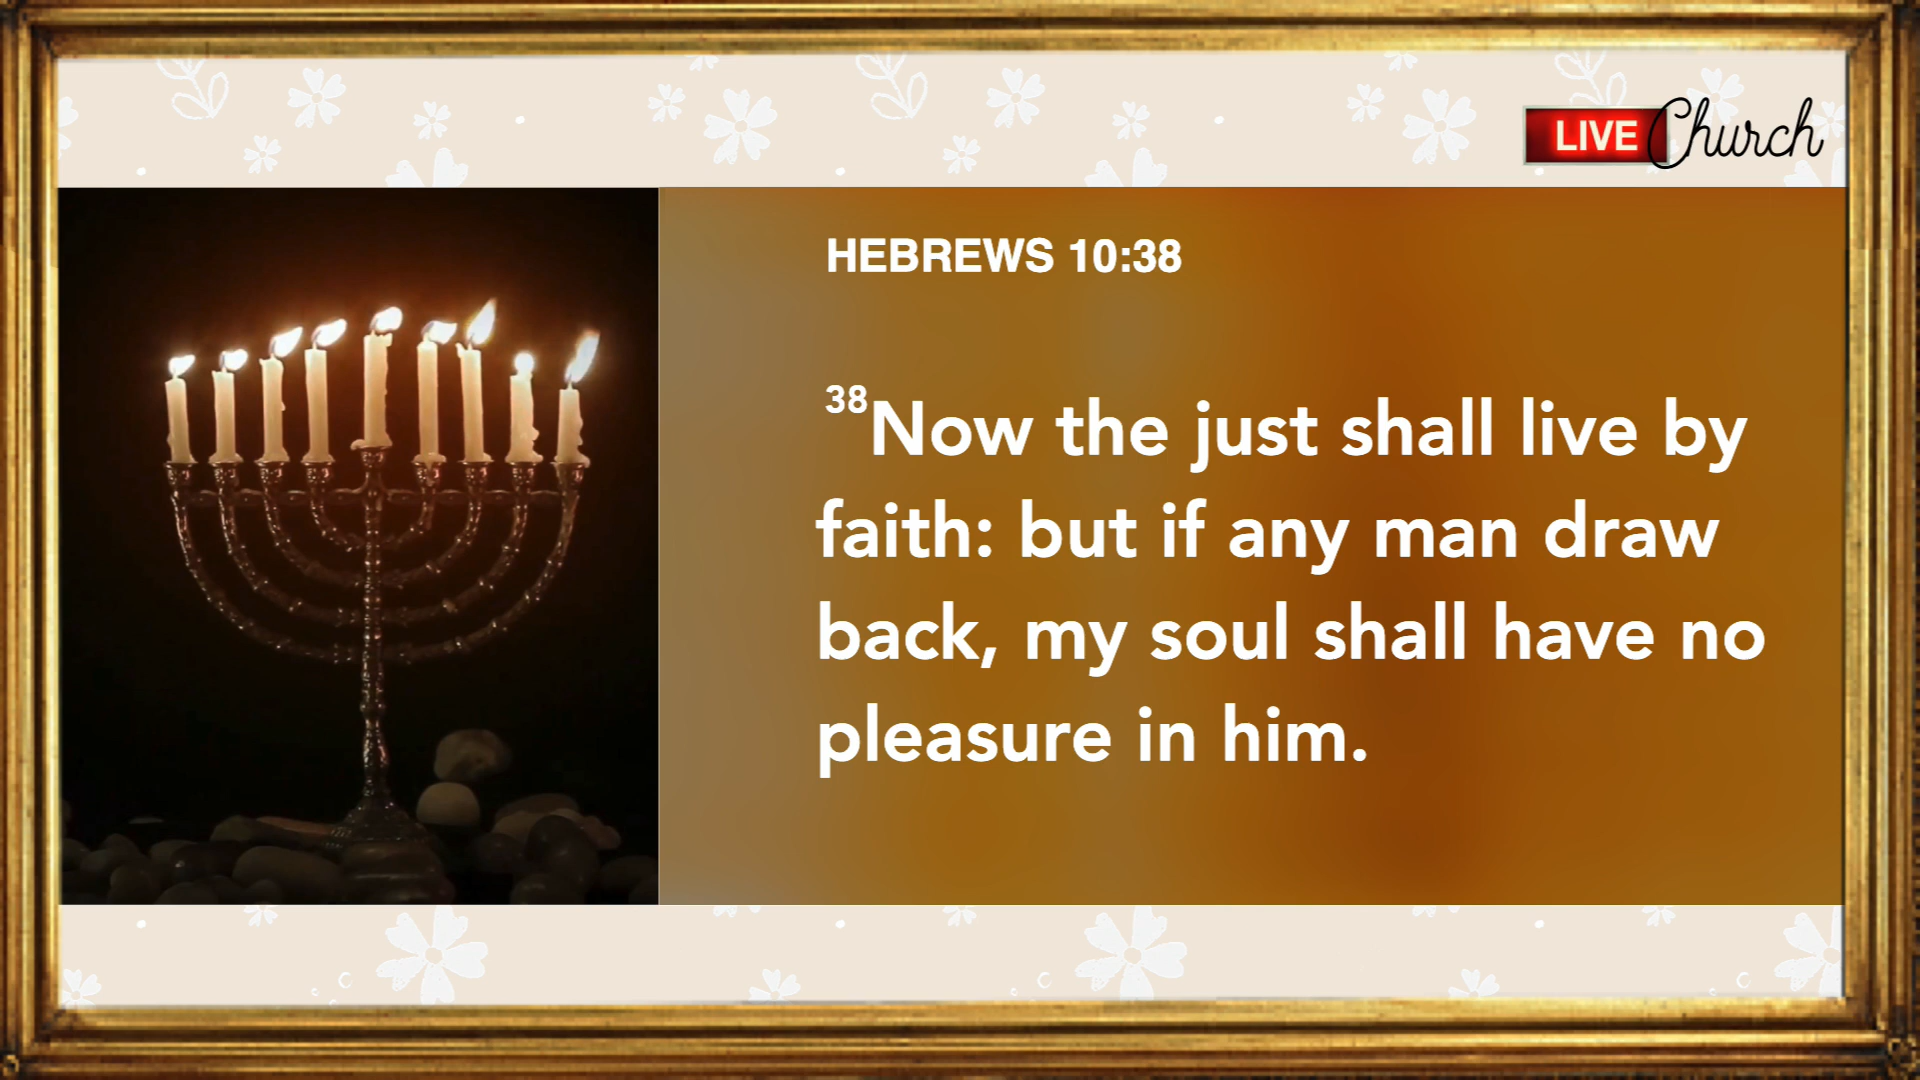 LIVE Church
HEBREWS 10:38
38Now the just shall live by
faith: but if any man draw
back, my soul shall have no
pleasure in him.